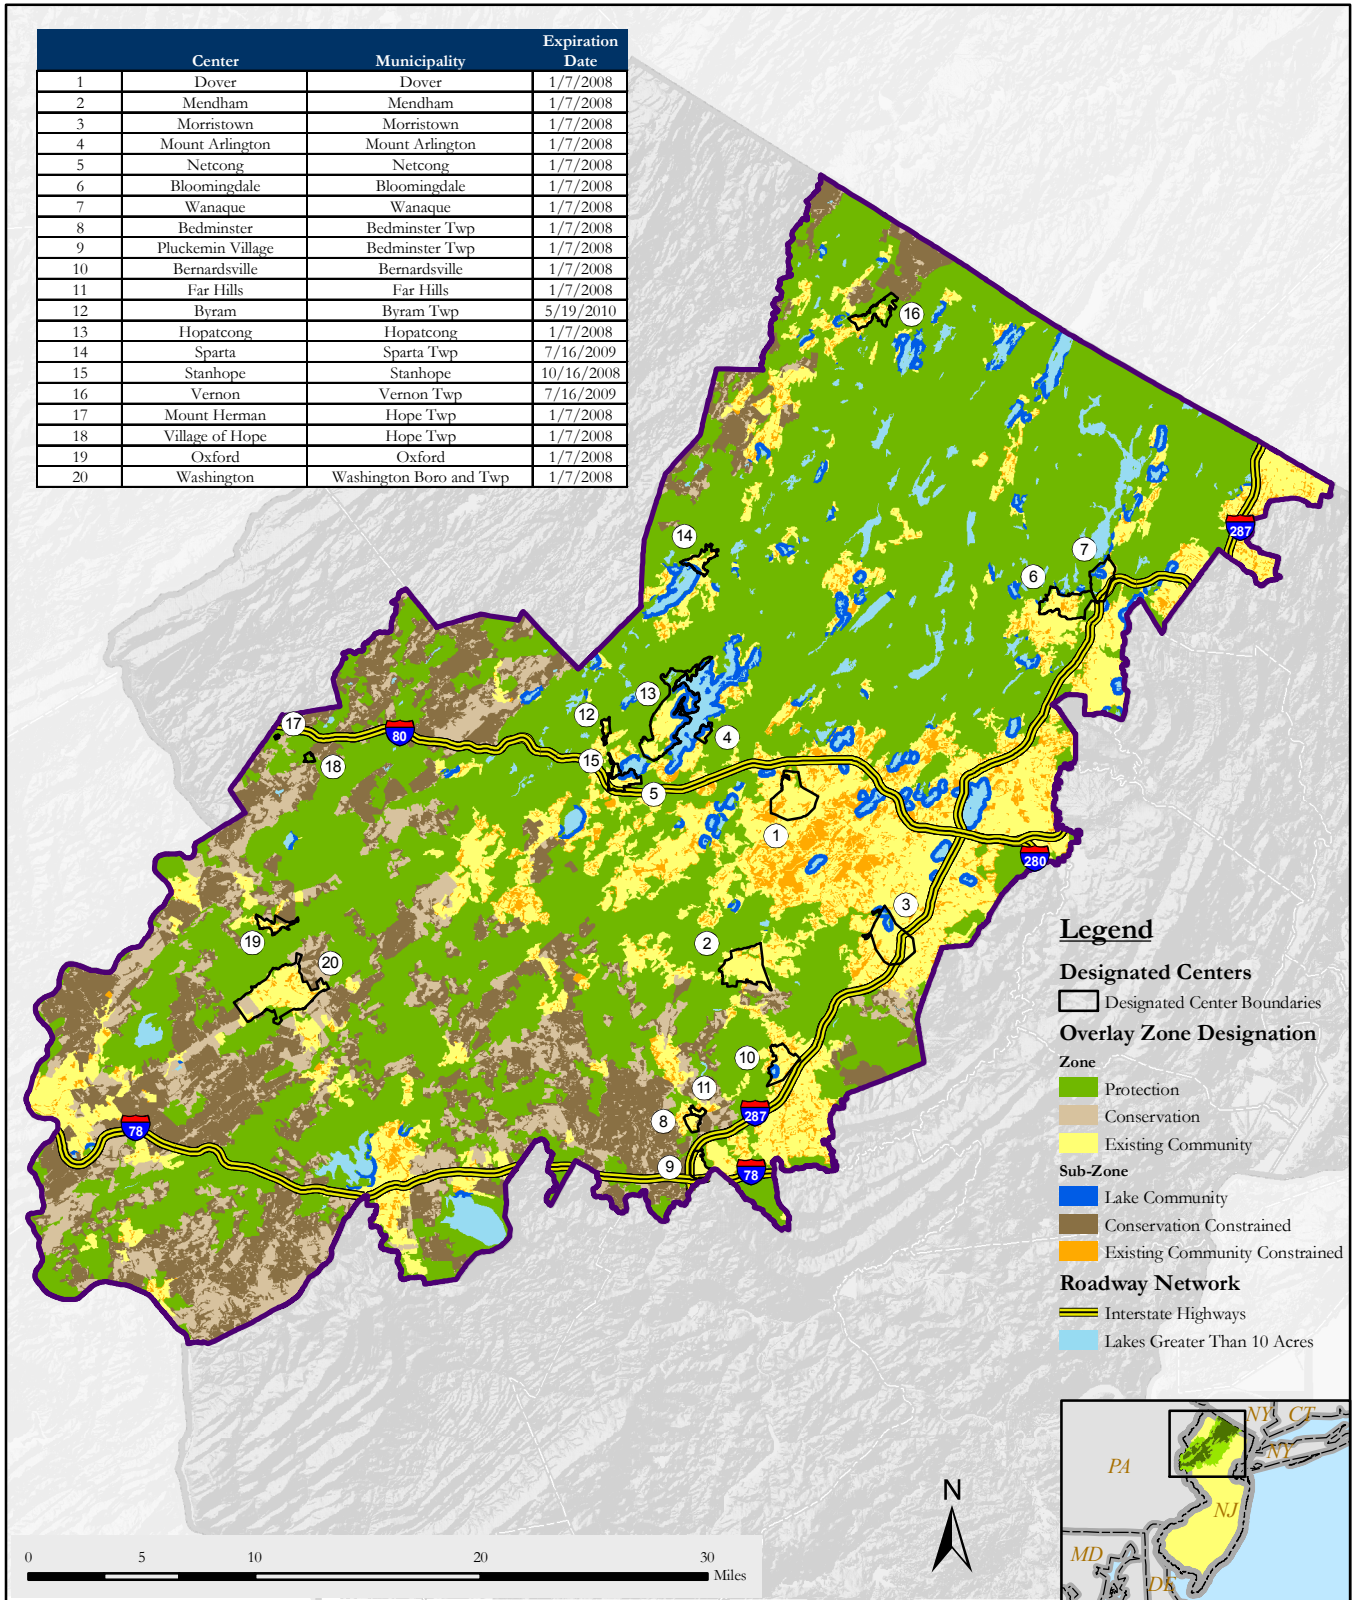 Center Municipality Expiration Date
1 Dover Dover 1/7/2008
2 Mendham Mendham 1/7/2008
3 Morristown Morristown 1/7/2008
4 Mount Arlington Mount Arlington 1/7/2008
5 Netcong Netcong 1/7/2008
6 Bloomingdale Bloomingdale 1/7/2008
7 Wanaque Wanaque 1/7/2008
8 Bedminster Bedminster Twp 1/7/2008
9 Pluckemin Village Bedminster Twp 1/7/2008
10 Bernardsville Bernardsville 1/7/2008
11 Far Hills Far Hills 1/7/2008
12 Byram Byram Twp 5/19/2010
13 Hopatcong Hopatcong 1/7/2008
14 Sparta Sparta Twp 7/16/2009
15 Stanhope Stanhope 10/16/2008
16 Vernon Vernon Twp 7/16/2009
17 Mount Herman Hope Twp 1/7/2008
18 Village of Hope Hope Twp 1/7/2008
19 Oxford Oxford 1/7/2008
20 Washington Washington Boro and Twp 1/7/2008
16
287
14
7
6
13
12
17
80
4
18
15
5
1
280
3
19
2
20
10
11
287
8
78
9
78
Legend
Designated Centers
Designated Center Boundaries
Overlay Zone Designation
Zone
Protection
Conservation
Existing Community
Sub-Zone
Lake Community
Conservation Constrained
Existing Community Constrained
Roadway Network
Interstate Highways
Lakes Greater Than 10 Acres
N
0 5 10 20 30
Miles
NY CT
NY
PA
NJ
MD
DE